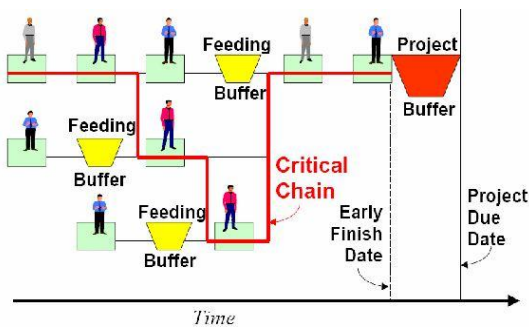 Feeding
Buffer
Project
Buffer
Feeding
Buffer
Feeding
Buffer
Critical
Chain
Early
Finish
Date
Project
Due
Date
Time